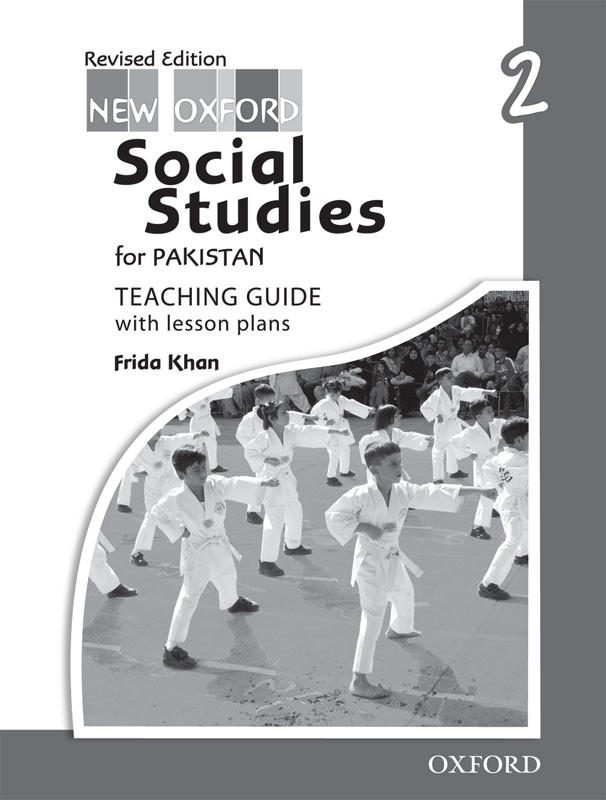 Revised Edition
NEW OXFORD
2
Social
Studies
for PAKISTAN
TEACHING GUIDE
with lesson plans
Frida Khan
OXFORD